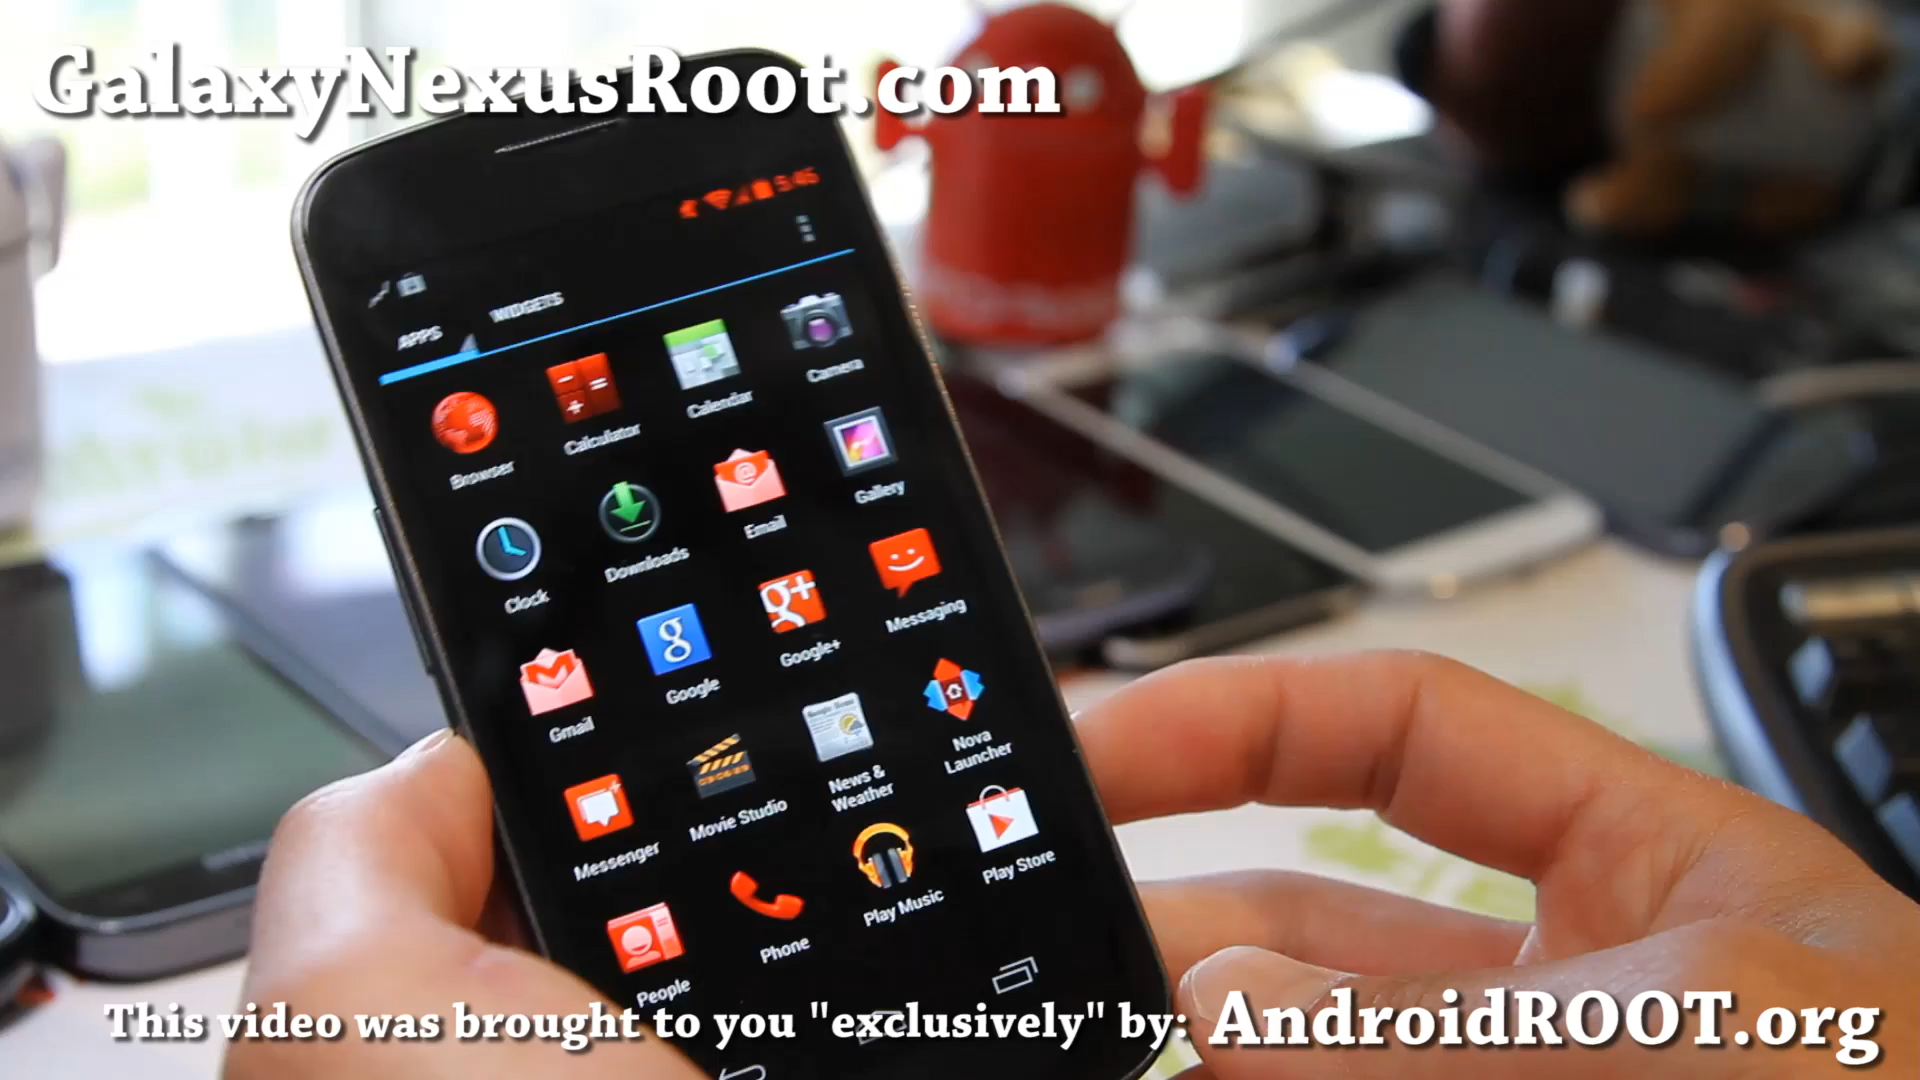 GalaxyNexusRoot.com
5:45
APPS WIDGETS
Browser Calculator Calendar Camera
Clock Downloads Email Gallery
Gmail Google Google+ Messaging
Messenger Movie Studio News & Weather Nova Launcher
People Phone Play Music Play Store
This video was brought to you "exclusively" by: AndroidROOT.org